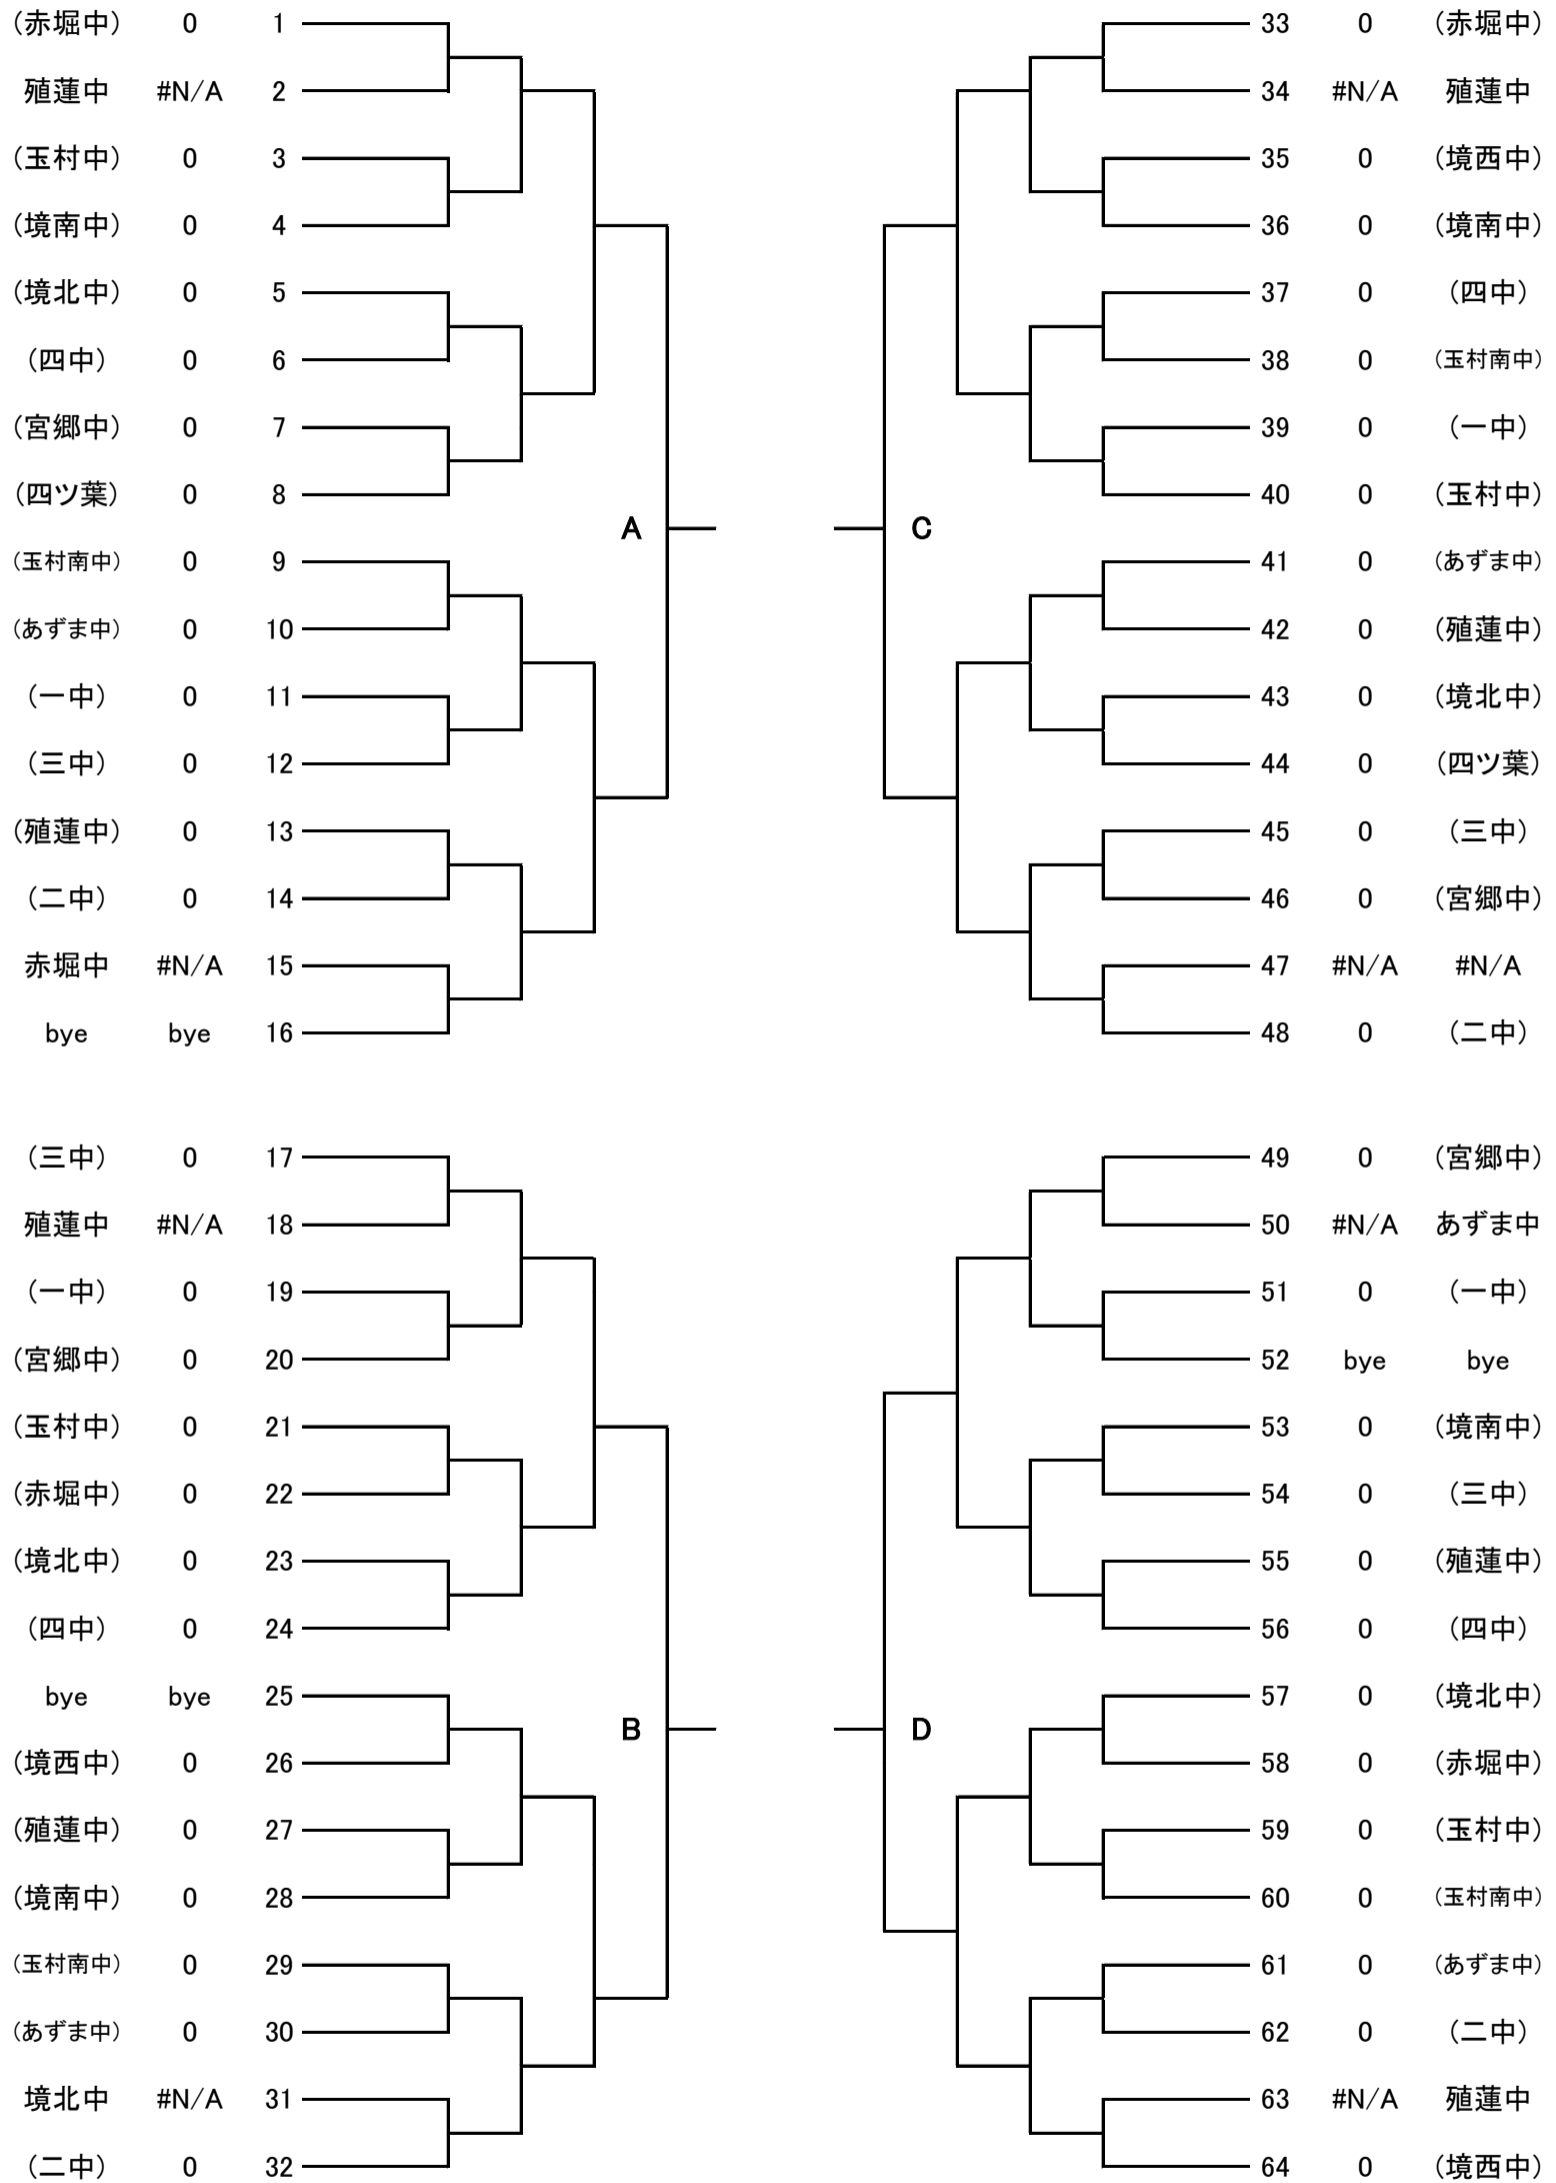 (赤堀中) 0 1 33 0 (赤堀中)
殖蓮中 #N/A 2 34 #N/A 殖蓮中
(玉村中) 0 3 35 0 (境西中)
(境南中) 0 4 36 0 (境南中)
(境北中) 0 5 37 0 (四中)
(四中) 0 6 38 0 (玉村南中)
(宮郷中) 0 7 39 0 (一中)
(四ツ葉) 0 8 40 0 (玉村中)
A C
(玉村南中) 0 9 41 0 (あずま中)
(あずま中) 0 10 42 0 (殖蓮中)
(一中) 0 11 43 0 (境北中)
(三中) 0 12 44 0 (四ツ葉)
(殖蓮中) 0 13 45 0 (三中)
(二中) 0 14 46 0 (宮郷中)
赤堀中 #N/A 15 47 #N/A #N/A
bye bye 16 48 0 (二中)
(三中) 0 17 49 0 (宮郷中)
殖蓮中 #N/A 18 50 #N/A あずま中
(一中) 0 19 51 0 (一中)
(宮郷中) 0 20 52 bye bye
(玉村中) 0 21 53 0 (境南中)
(赤堀中) 0 22 54 0 (三中)
(境北中) 0 23 55 0 (殖蓮中)
(四中) 0 24 56 0 (四中)
bye bye 25 57 0 (境北中)
B D
(境西中) 0 26 58 0 (赤堀中)
(殖蓮中) 0 27 59 0 (玉村中)
(境南中) 0 28 60 0 (玉村南中)
(玉村南中) 0 29 61 0 (あずま中)
(あずま中) 0 30 62 0 (二中)
境北中 #N/A 31 63 #N/A 殖蓮中
(二中) 0 32 64 0 (境西中)